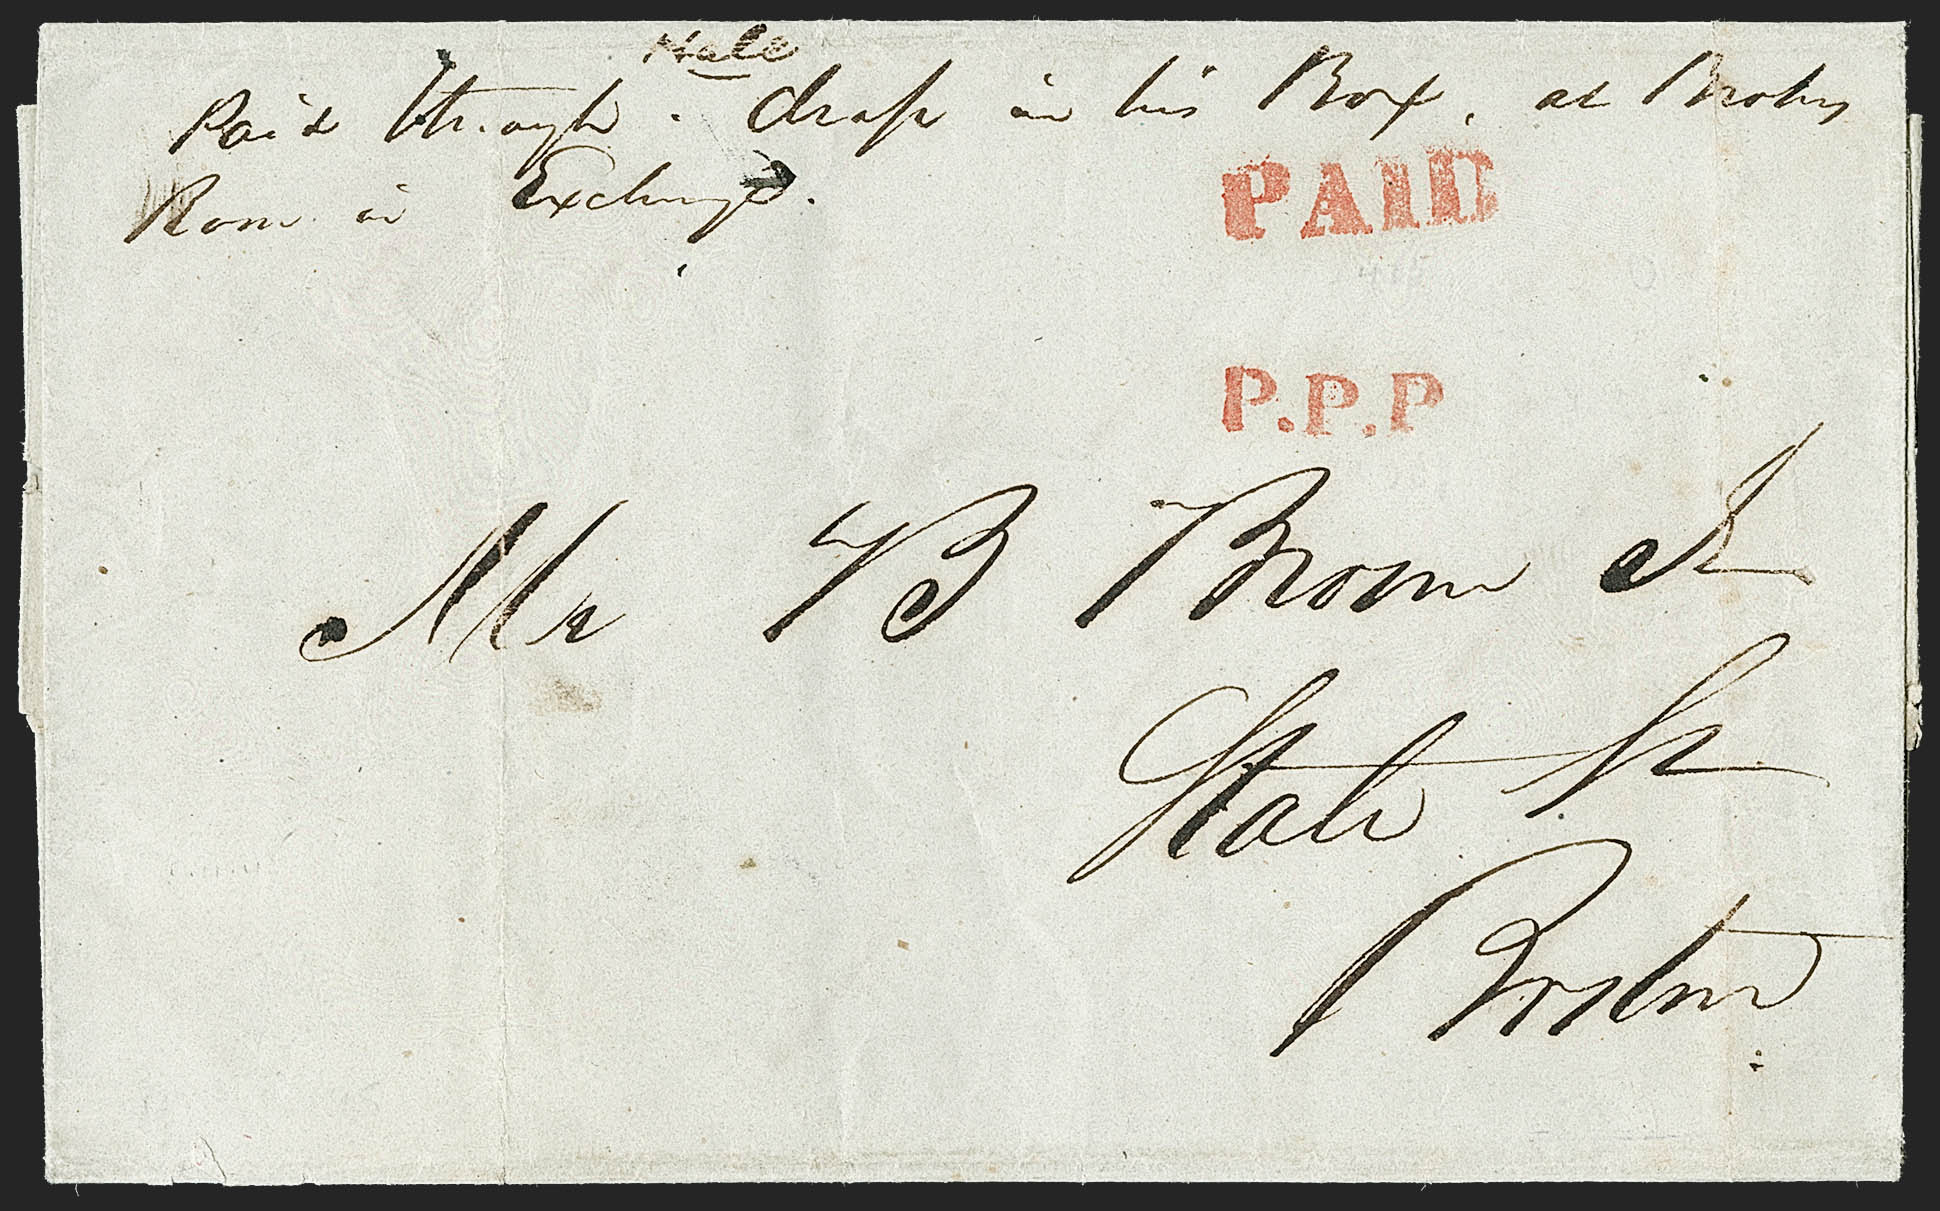 Hale
Paid through. drop in his Box, at Brokers
Room in Exchange.
PAID
P.P.P
Mr B Brown Jr
State St
Boston